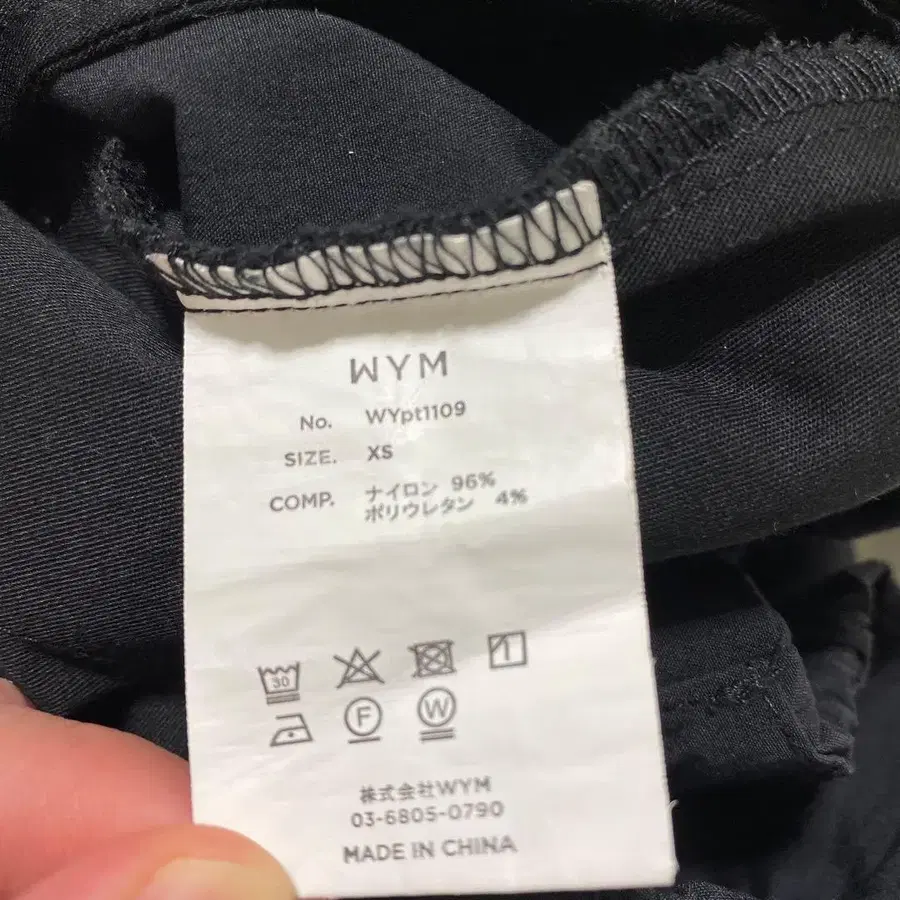 WYM
No. WYpt1109
SIZE. XS
COMP. ナイロン 96%
ポリウレタン 4%
30
F W
株式会社WYM
03-6805-0790
MADE IN CHINA